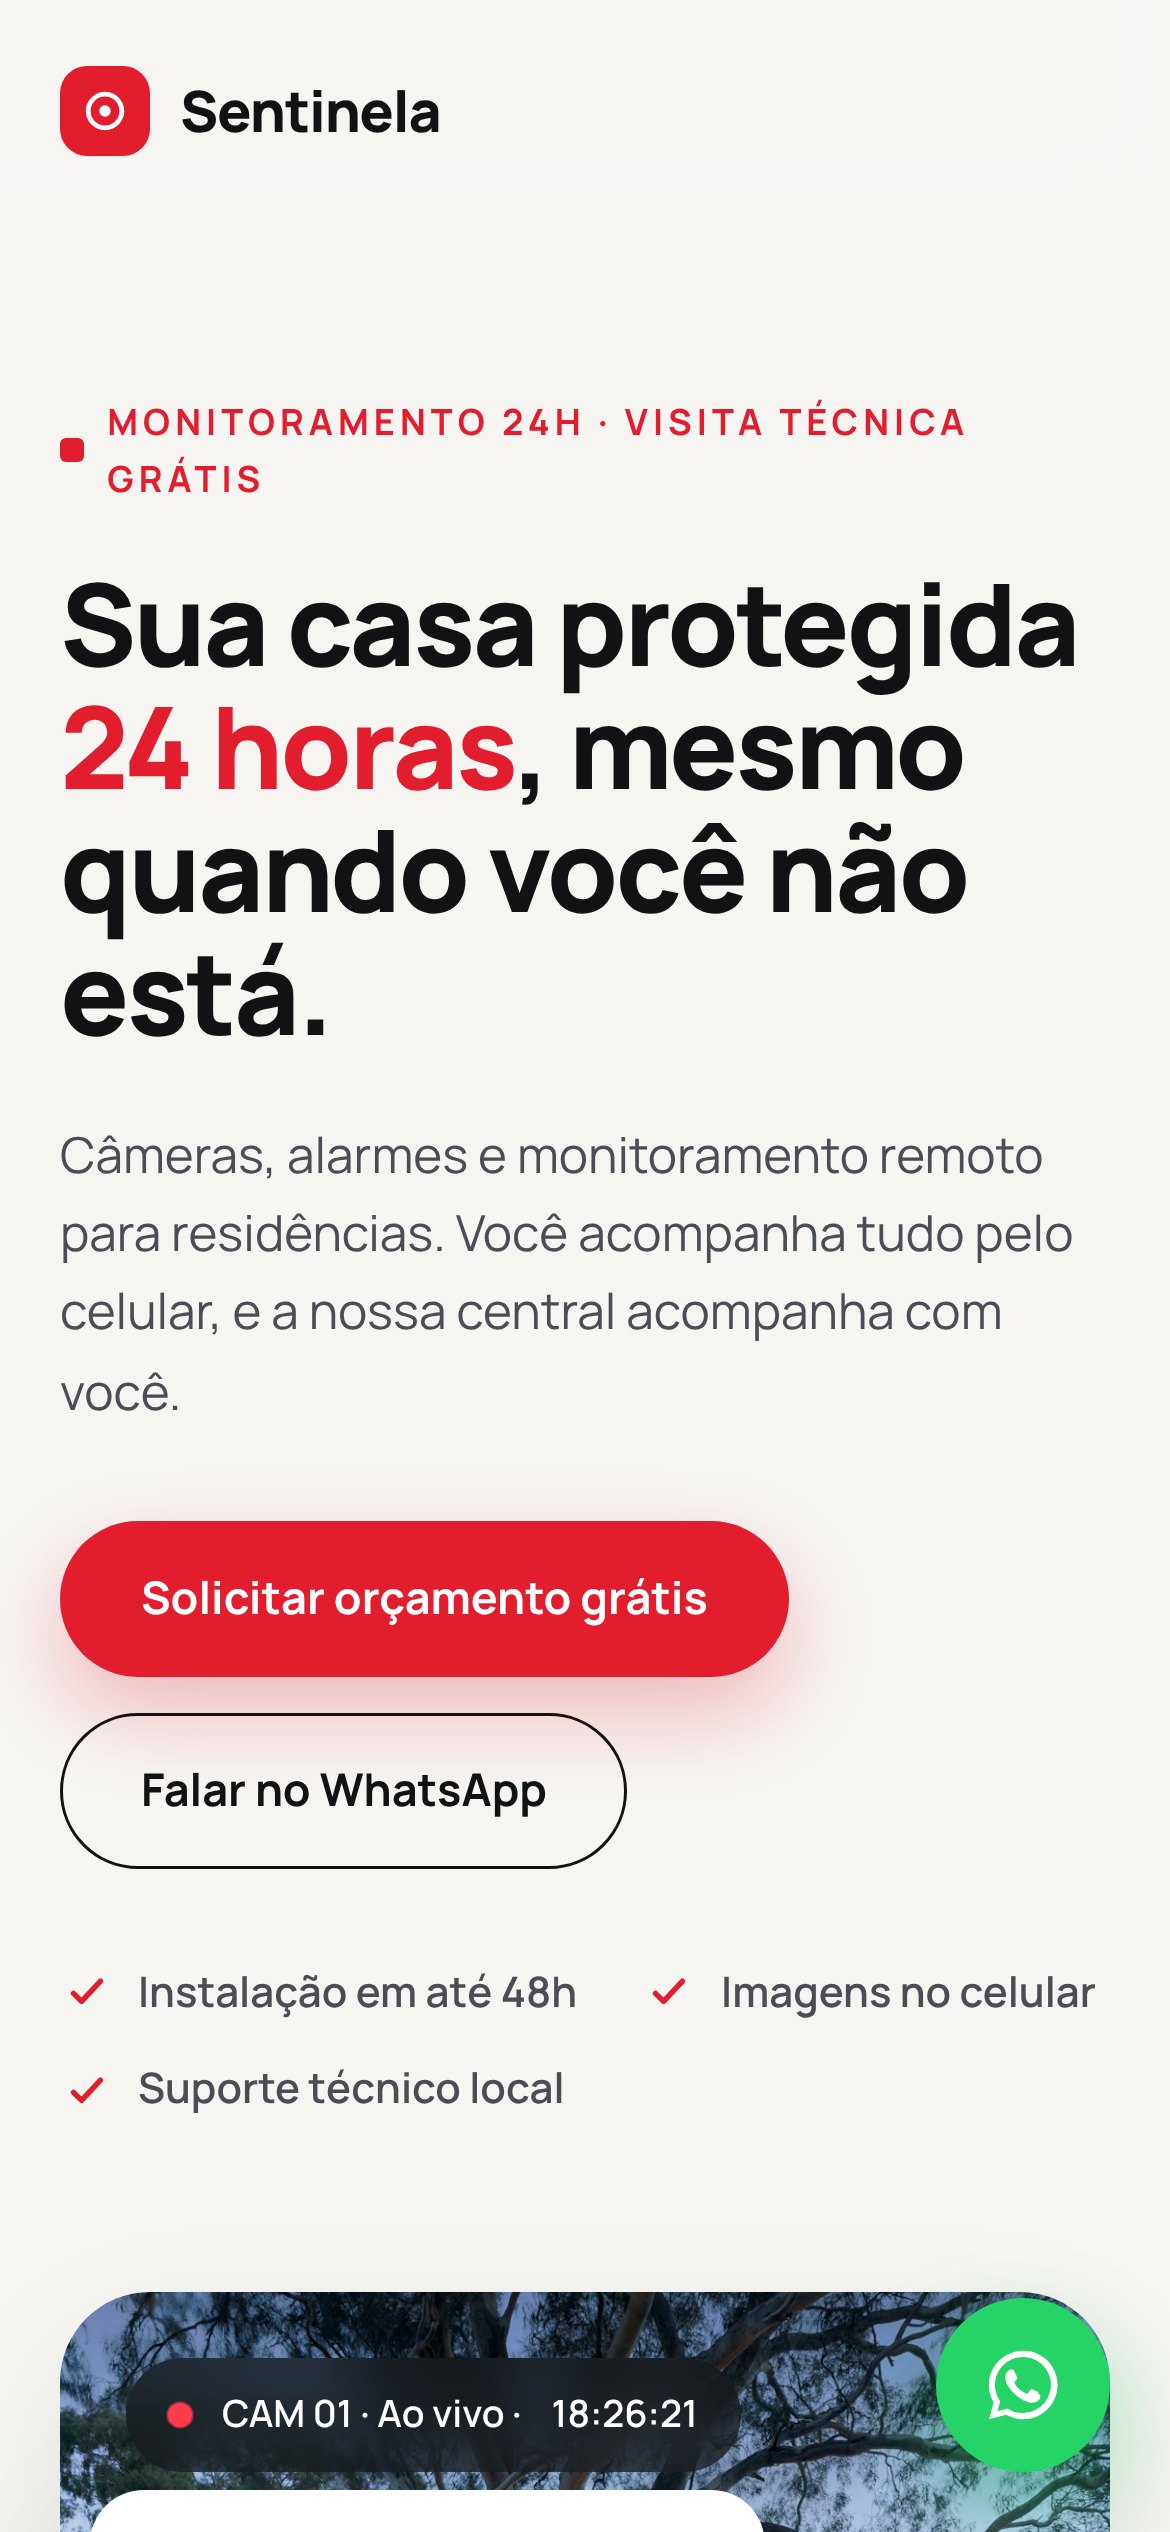 Sentinela
MONITORAMENTO 24H · VISITA TÉCNICA
GRÁTIS
Sua casa protegida
24 horas, mesmo
quando você não
está.
Câmeras, alarmes e monitoramento remoto
para residências. Você acompanha tudo pelo
celular, e a nossa central acompanha com
você.
Solicitar orçamento grátis
Falar no WhatsApp
Instalação em até 48h
Imagens no celular
Suporte técnico local
CAM 01 · Ao vivo · 18:26:21